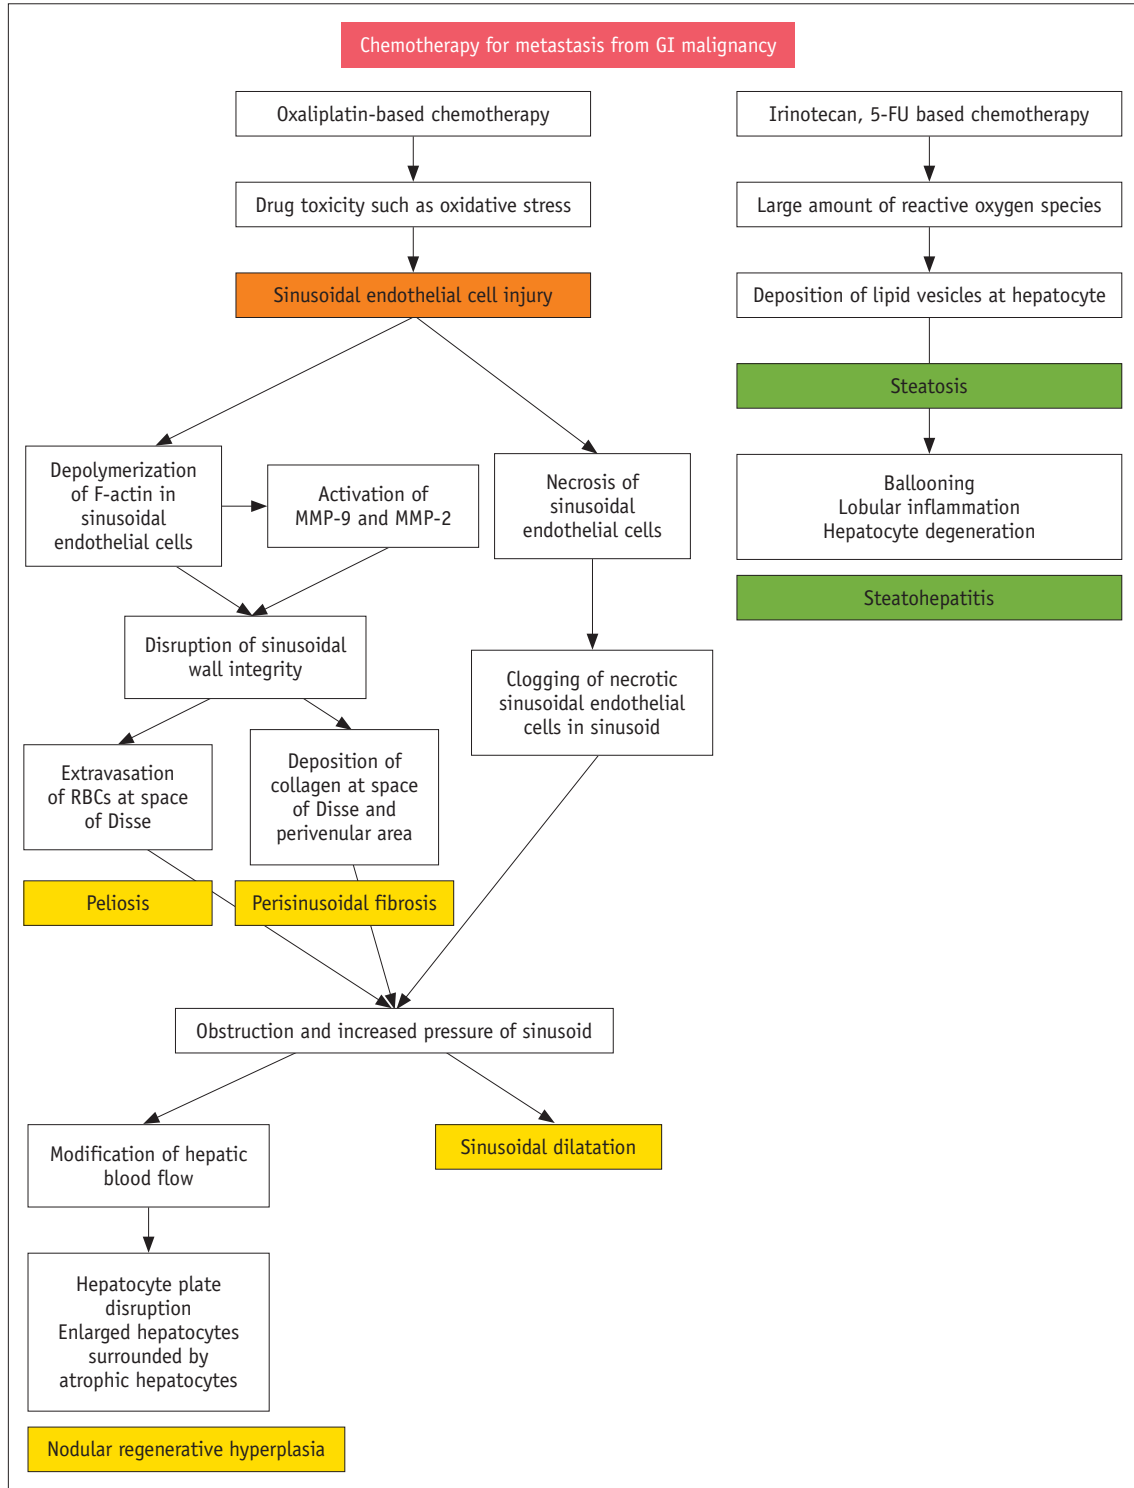 Chemotherapy for metastasis from GI malignancy
Oxaliplatin-based chemotherapy
Drug toxicity such as oxidative stress
Sinusoidal endothelial cell injury
Depolymerization
of F-actin in
sinusoidal
endothelial cells
Activation of
MMP-9 and MMP-2
Necrosis of
sinusoidal
endothelial cells
Disruption of sinusoidal
wall integrity
Clogging of necrotic
sinusoidal endothelial
cells in sinusoid
Extravasation
of RBCs at space
of Disse
Deposition of
collagen at space
of Disse and
perivenular area
Peliosis
Perisinusoidal fibrosis
Obstruction and increased pressure of sinusoid
Modification of hepatic
blood flow
Sinusoidal dilatation
Hepatocyte plate
disruption
Enlarged hepatocytes
surrounded by
atrophic hepatocytes
Nodular regenerative hyperplasia
Irinotecan, 5-FU based chemotherapy
Large amount of reactive oxygen species
Deposition of lipid vesicles at hepatocyte
Steatosis
Ballooning
Lobular inflammation
Hepatocyte degeneration
Steatohepatitis